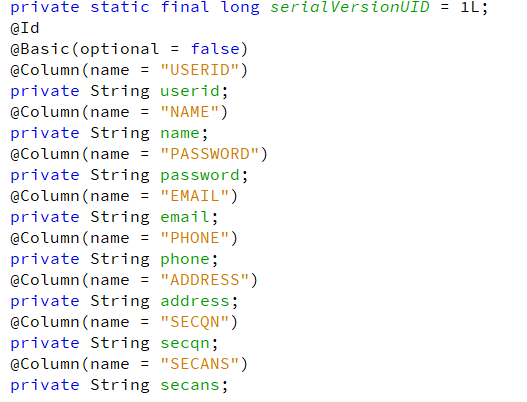 private static final long serialVersionUID = 1L;
@Id
@Basic(optional = false)
@Column(name = "USERID")
private String userid;
@Column(name = "NAME")
private String name;
@Column(name = "PASSWORD")
private String password;
@Column(name = "EMAIL")
private String email;
@Column(name = "PHONE")
private String phone;
@Column(name = "ADDRESS")
private String address;
@Column(name = "SECQN")
private String secqn;
@Column(name = "SECANS")
private String secans;